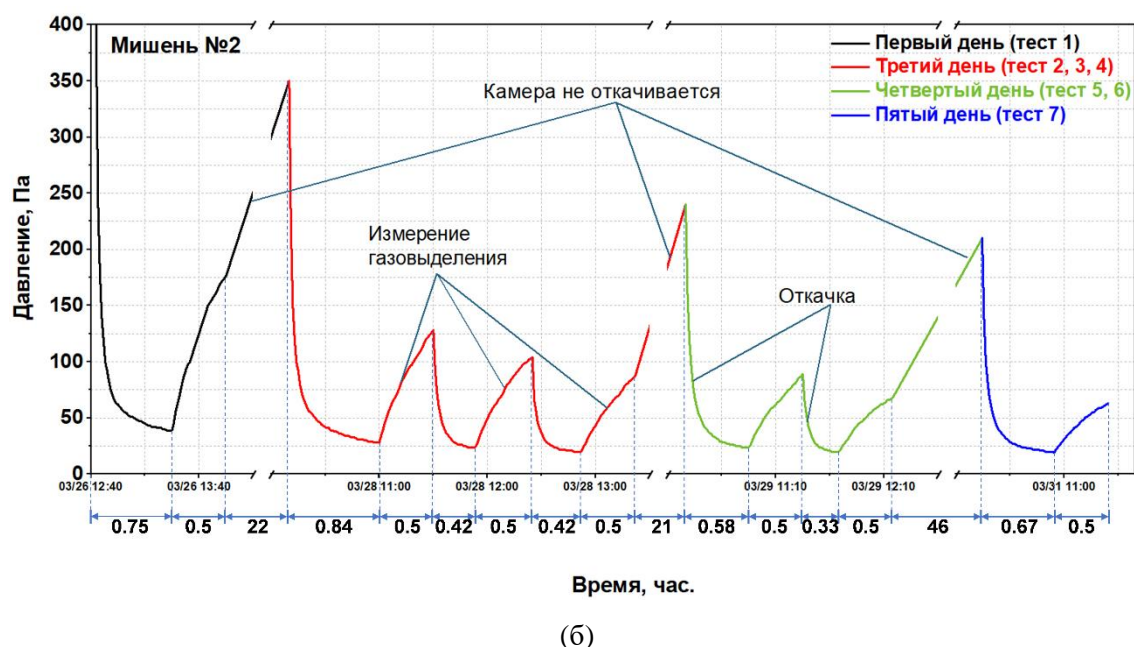 Мишень №2
Первый день (тест 1)
Третий день (тест 2, 3, 4)
Четвертый день (тест 5, 6)
Пятый день (тест 7)
Камера не откачивается
Измерение
газовыделения
Откачка
Давление, Па
400
350
300
250
200
150
100
50
0
03/26 12:40 03/26 13:40 03/28 11:00 03/28 12:00 03/28 13:00 03/29 11:10 03/29 12:10 03/31 11:00
0.75 0.5 22 0.84 0.5 0.42 0.5 0.42 0.5 21 0.58 0.5 0.33 0.5 46 0.67 0.5
Время, час.
(б)